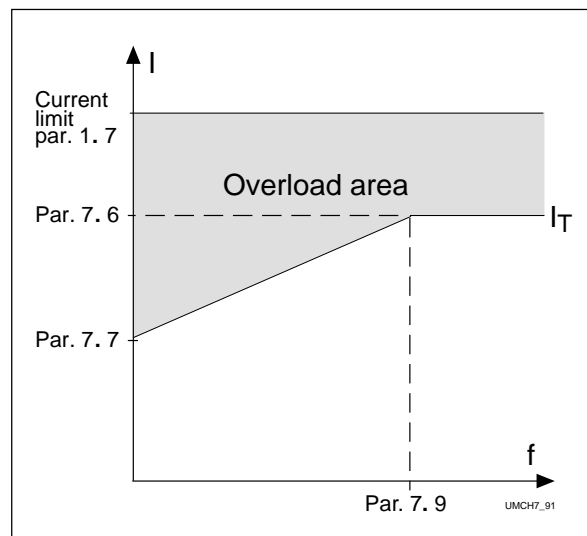 I
Current
limit
par. 1.7
Overload area
Par. 7.6
I_T
Par. 7.7
f
Par. 7.9
UMCH7_91